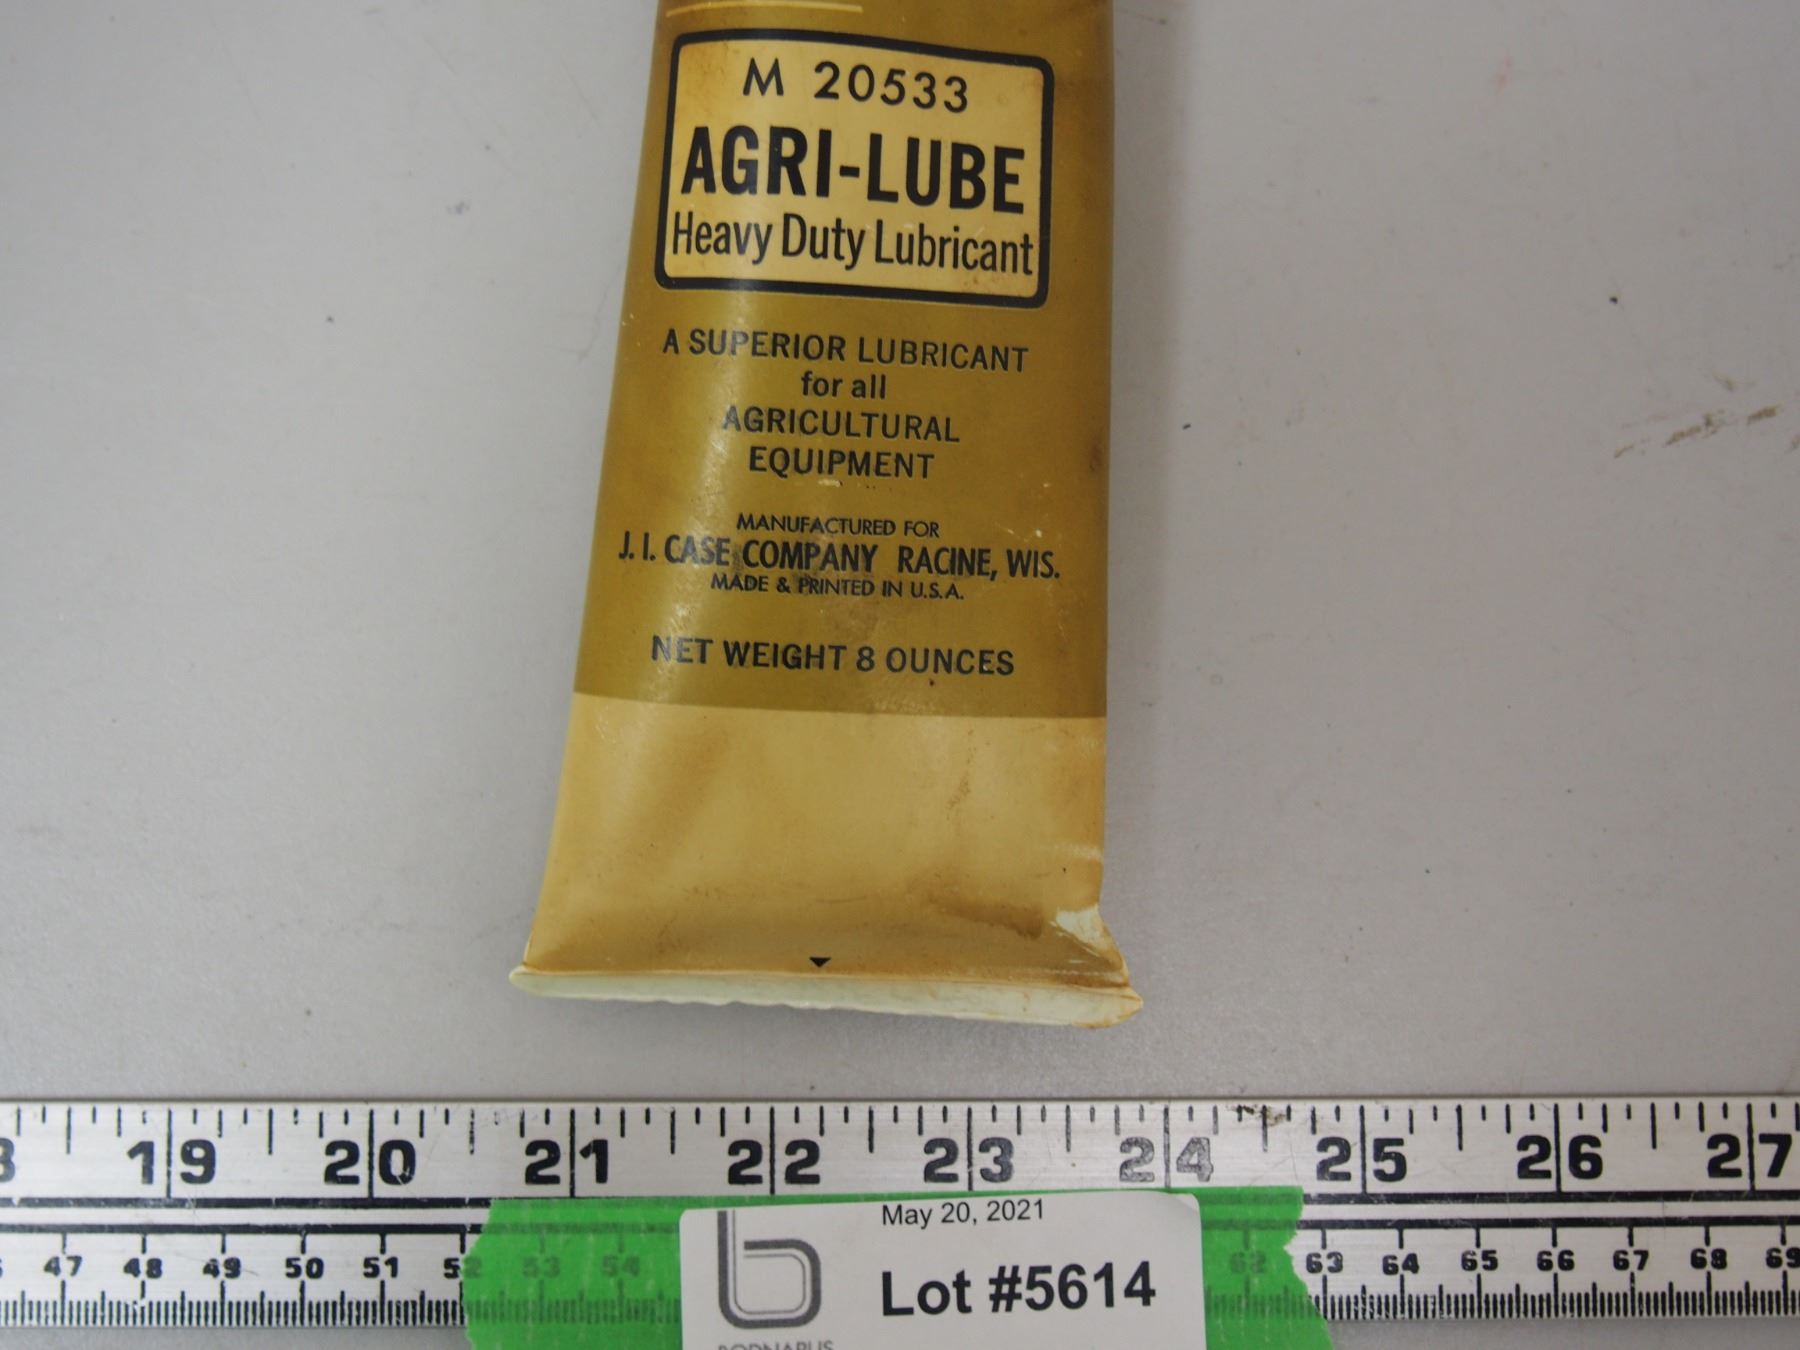 M 20533
AGRI-LUBE
Heavy Duty Lubricant
A SUPERIOR LUBRICANT
for all
AGRICULTURAL
EQUIPMENT
MANUFACTURED FOR
J. I. CASE COMPANY RACINE, WIS.
MADE & PRINTED IN U.S.A.
NET WEIGHT 8 OUNCES
19 20 21 22 23 24 25 26 27
May 20, 2021
47 48 49 50 51 52 53 54 62 63 64 65 66 67 68 69
Lot #5614